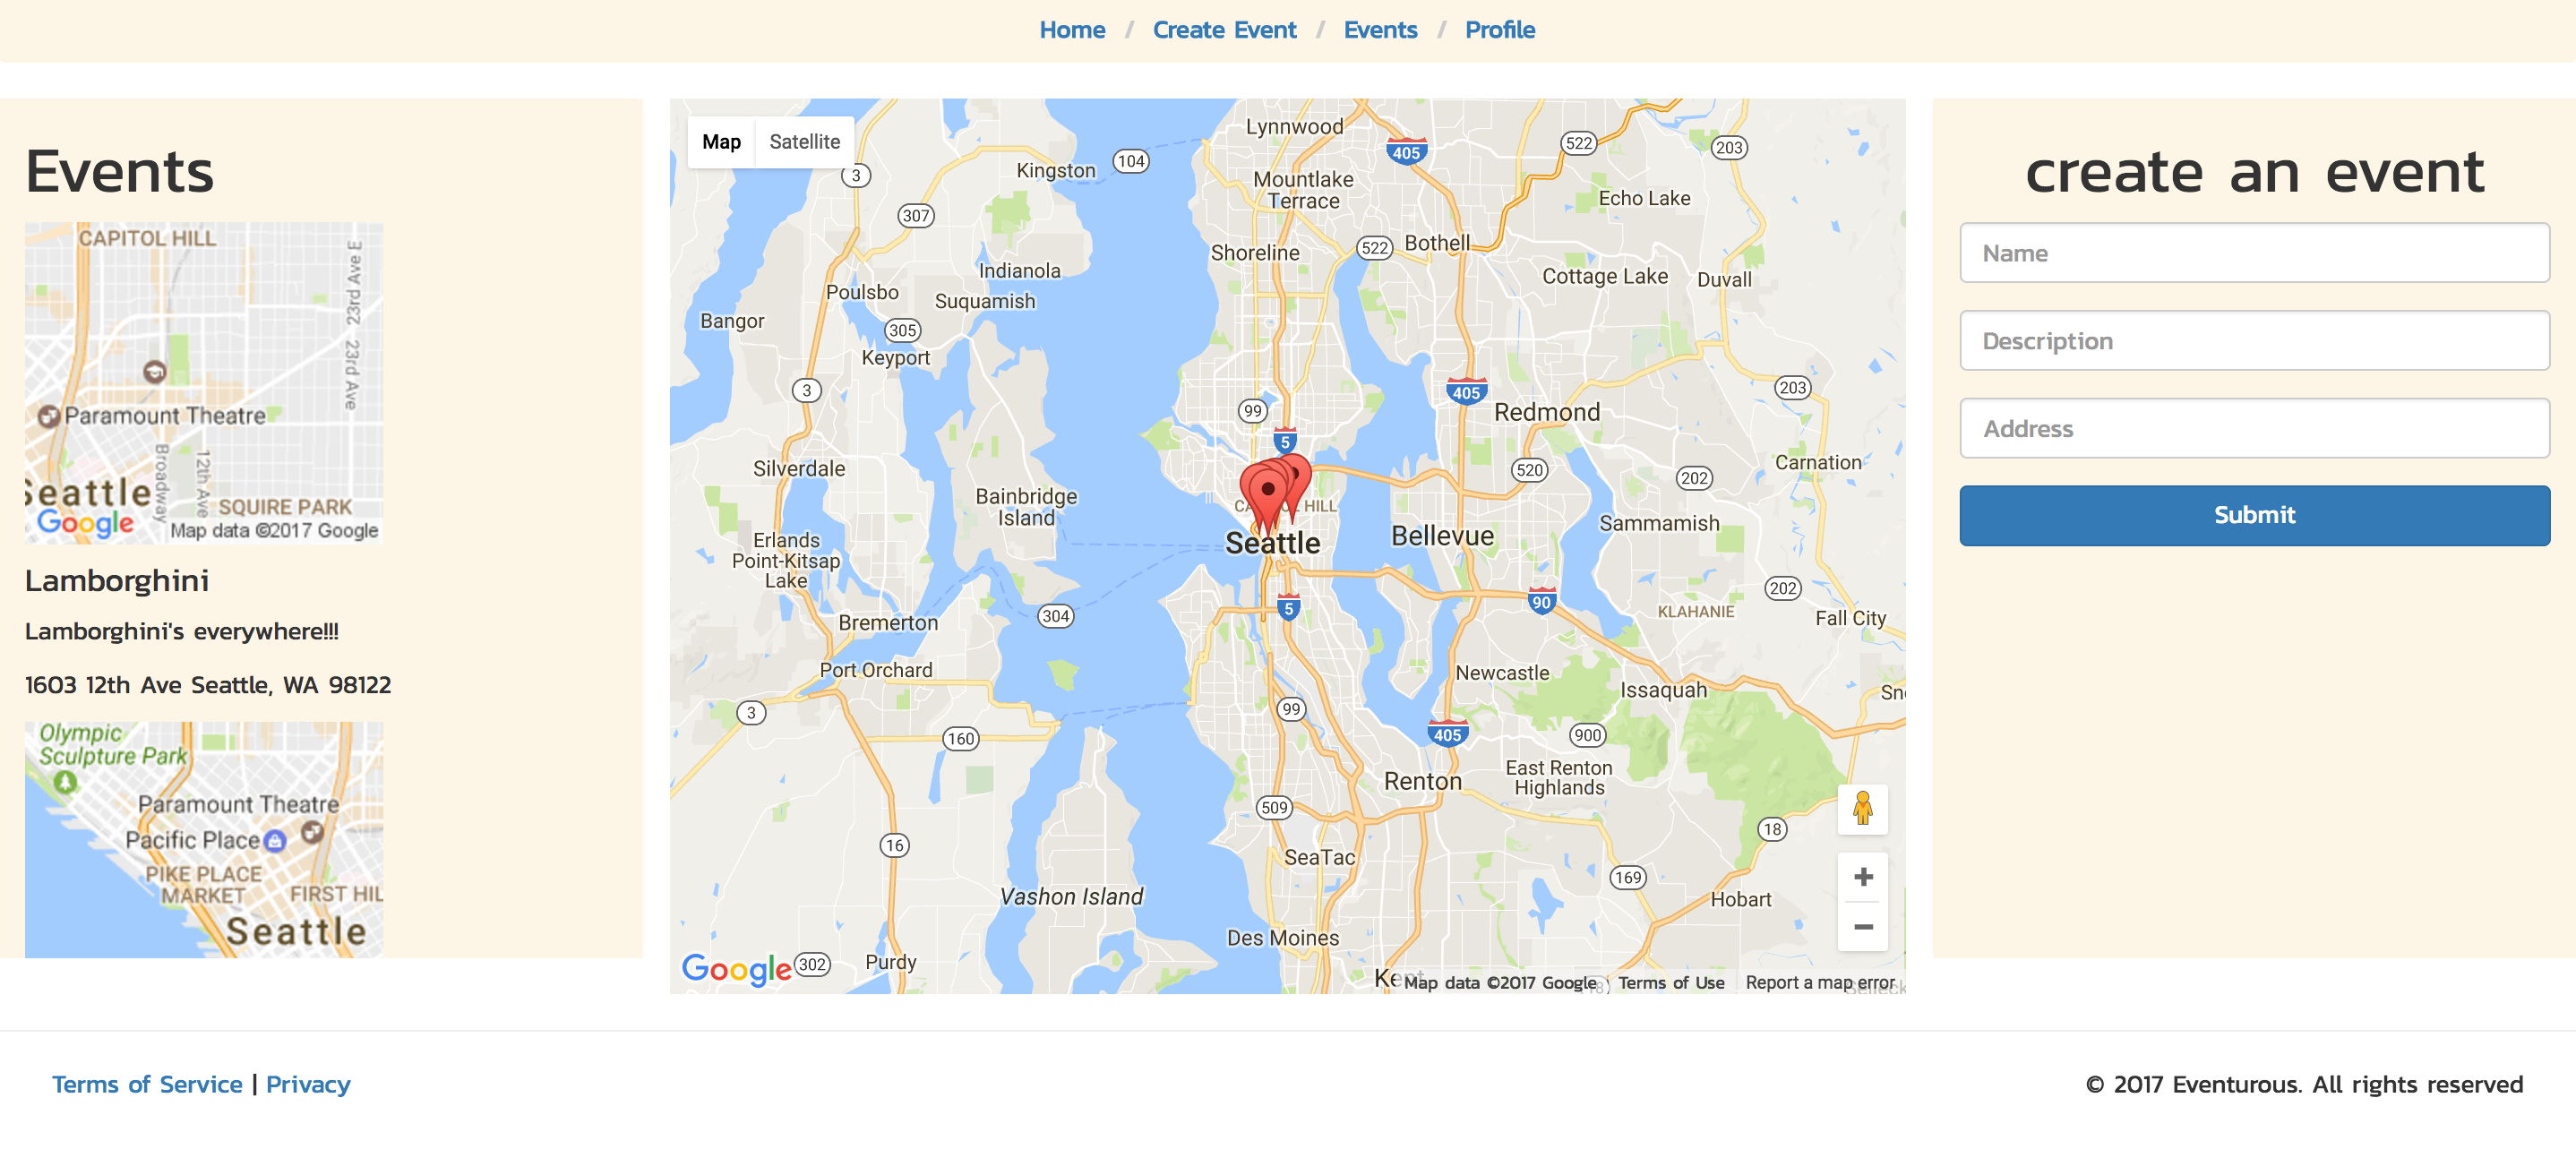 Home / Create Event / Events / Profile
Events
CAPITOL HILL
23rd Ave E
23rd Ave
Paramount Theatre
Broadway
12th Ave
Seattle
SQUIRE PARK
Google
Map data ©2017 Google
Lamborghini
Lamborghini's everywhere!!!
1603 12th Ave Seattle, WA 98122
Olympic
Sculpture Park
Paramount Theatre
Pacific Place
PIKE PLACE
MARKET
FIRST HIL
Seattle
Map Satellite
Lynnwood
405
522
203
104
Kingston
3
Mountlake
Terrace
Echo Lake
307
Shoreline
522
Bothell
Indianola
Cottage Lake
Duvall
Poulsbo
Suquamish
Bangor
305
Keyport
3
405
203
99
Redmond
5
Silverdale
520
Carnation
202
Bainbridge
Island
CA HILL
Seattle
Bellevue
Sammamish
Erlands
Point-Kitsap
Lake
202
90
5
304
KLAHANIE
Bremerton
Fall City
Port Orchard
Newcastle
Issaquah
Sn
3
99
160
405
900
Renton
East Renton
Highlands
509
18
16
SeaTac
169
Vashon Island
Hobart
Des Moines
302
Purdy
Google
Ke
Map data ©2017 Google
Terms of Use
Report a map error
create an event
Name
Description
Address
Submit
Terms of Service | Privacy
© 2017 Eventurous. All rights reserved